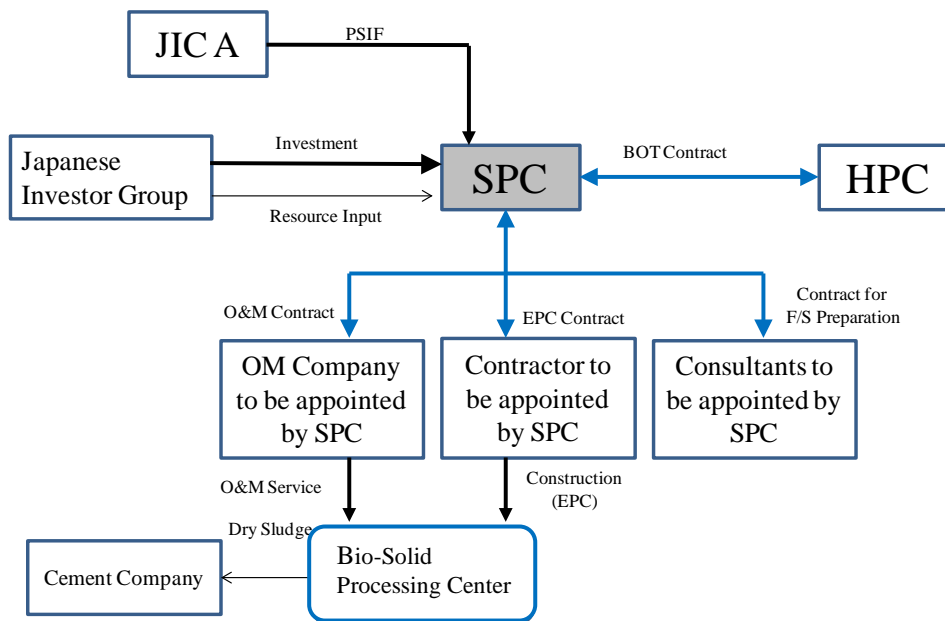 JIC A
PSIF
Japanese
Investor Group
Investment
Resource Input
SPC
BOT Contract
HPC
O&M Contract
EPC Contract
Contract for
F/S Preparation
OM Company
to be appointed
by SPC
Contractor to
be appointed
by SPC
Consultants to
be appointed by
SPC
O&M Service
Construction
(EPC)
Dry Sludge
Cement Company
Bio-Solid
Processing Center